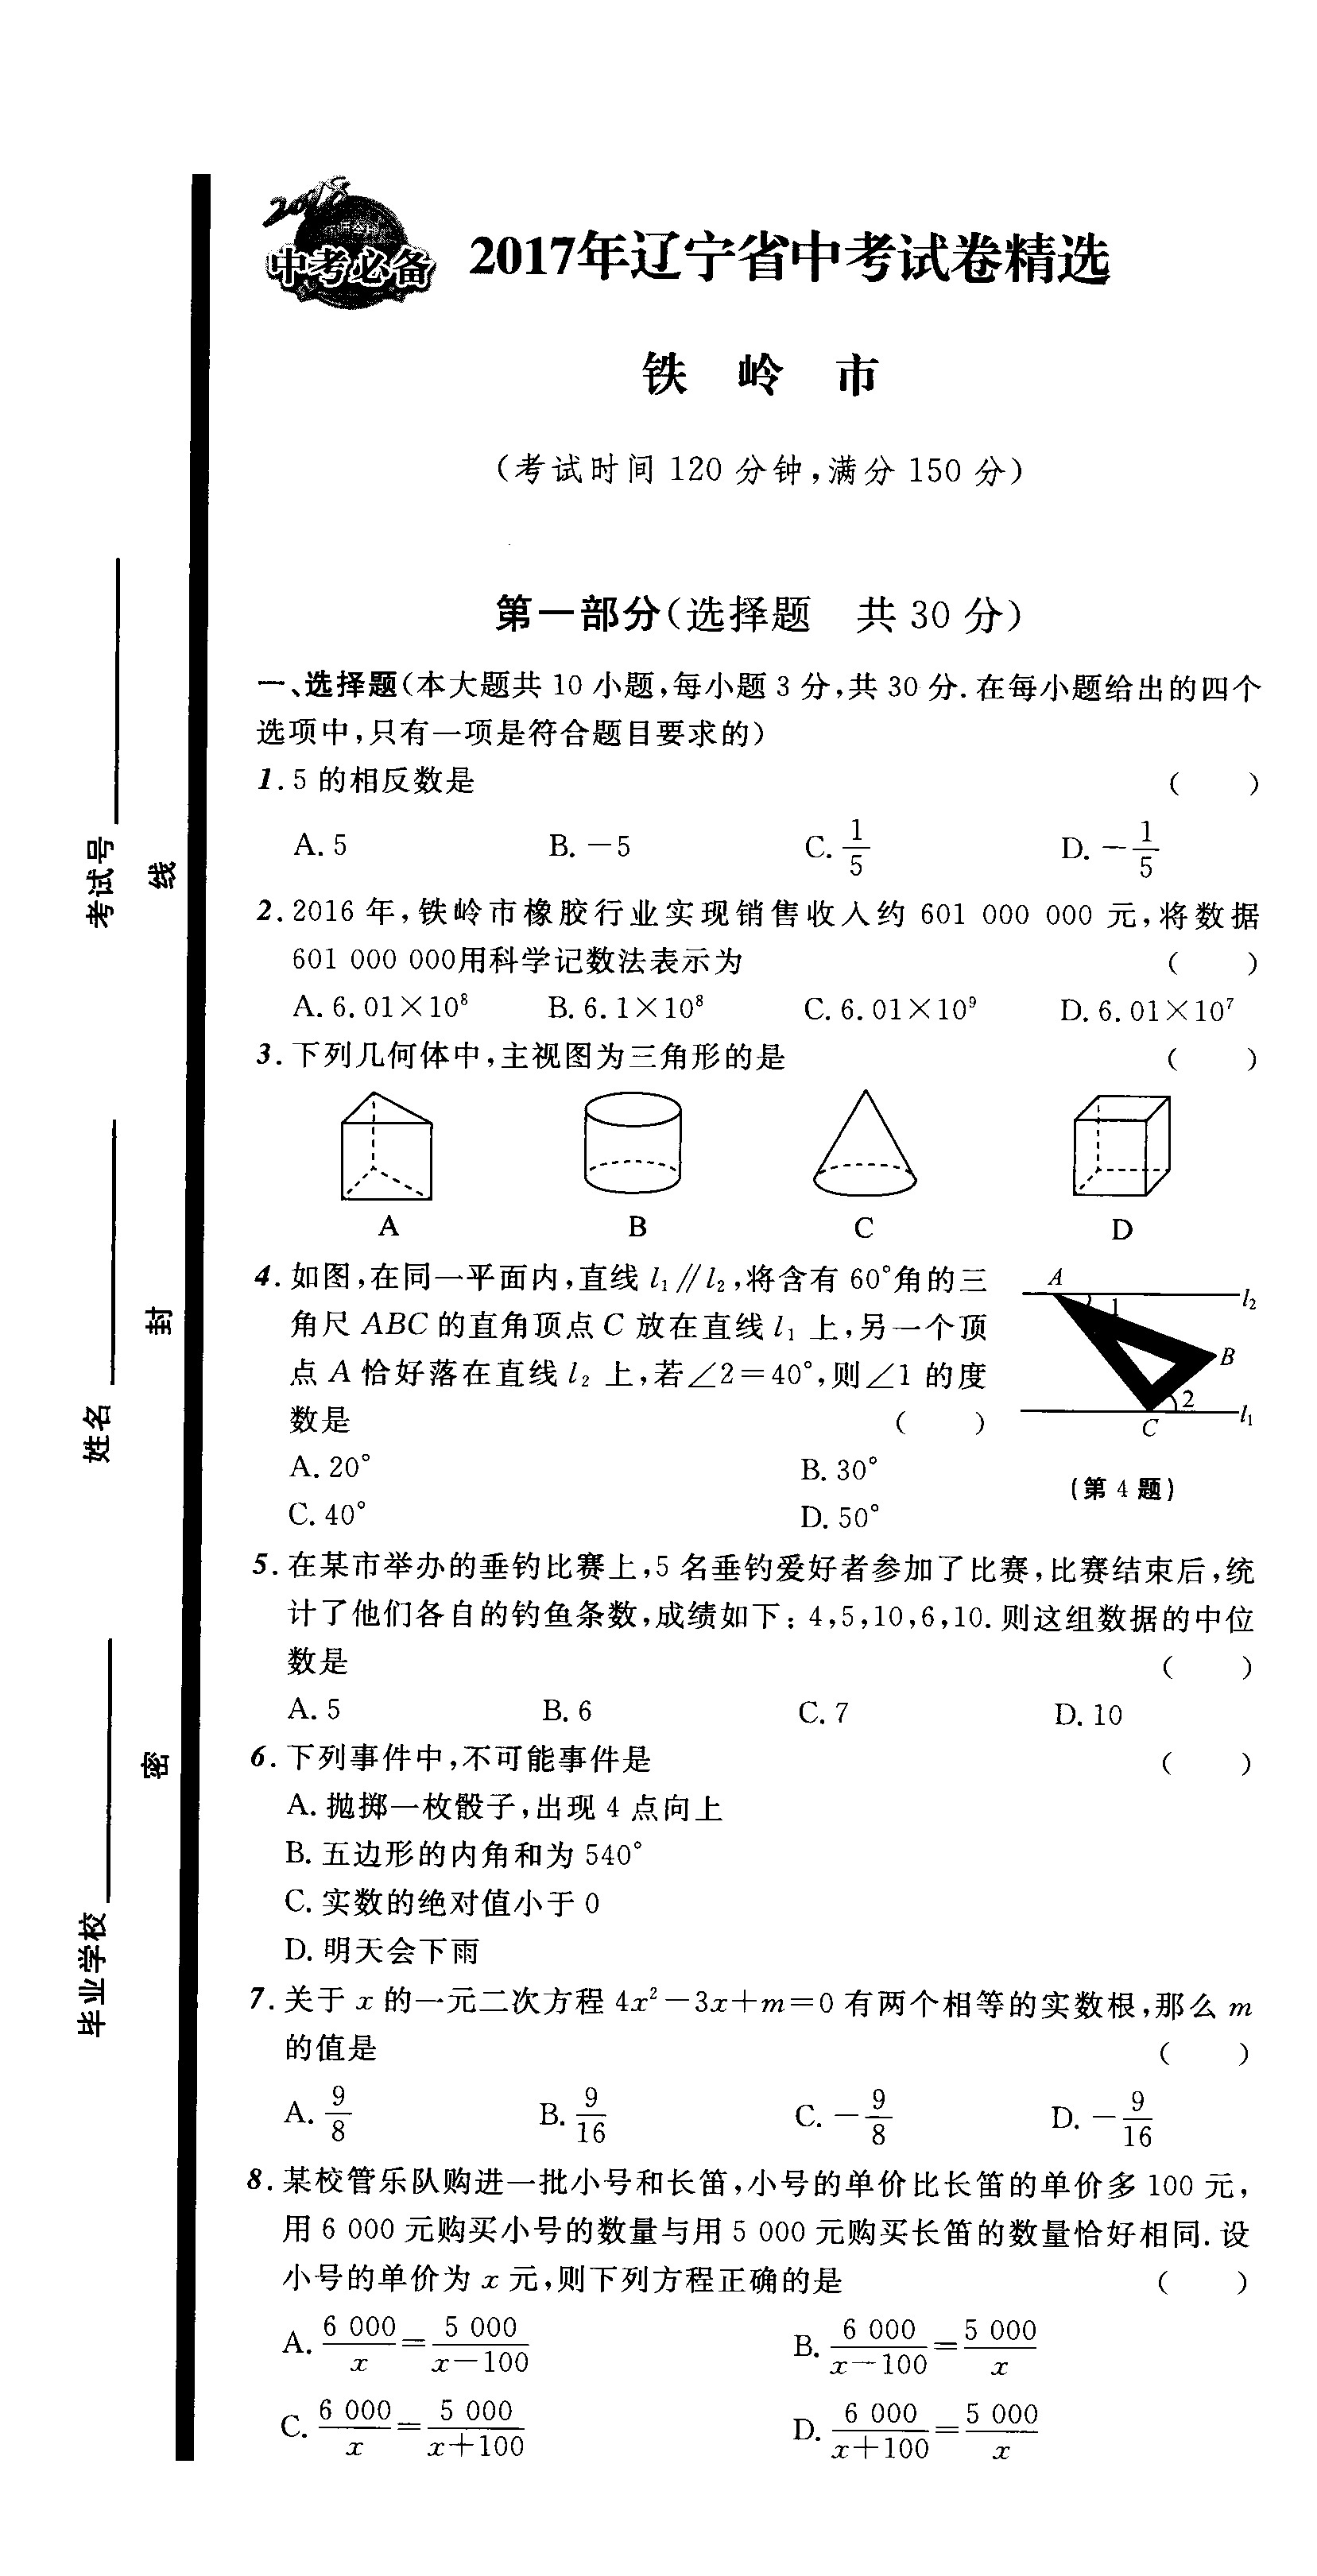 2018
中考必备
2017年辽宁省中考试卷精选
铁 岭 市
(考试时间 120 分钟,满分 150 分)
第一部分(选择题 共 30 分)
一、选择题(本大题共 10 小题,每小题 3 分,共 30 分.在每小题给出的四个
选项中,只有一项是符合题目要求的)
1. 5 的相反数是 ( )
A. 5 B. −5 C. 1/5 D. −1/5
2. 2016 年,铁岭市橡胶行业实现销售收入约 601 000 000 元,将数据
601 000 000用科学记数法表示为 ( )
A. 6.01×10⁸ B. 6.1×10⁸ C. 6.01×10⁹ D. 6.01×10⁷
3. 下列几何体中,主视图为三角形的是 ( )
A B C D
4. 如图,在同一平面内,直线 l₁∥l₂,将含有 60°角的三
角尺 ABC 的直角顶点 C 放在直线 l₁ 上,另一个顶
点 A 恰好落在直线 l₂ 上,若∠2=40°,则∠1 的度
数是 ( )
A. 20° B. 30°
C. 40° D. 50°
A 1 l₂
B
2
C l₁
(第 4 题)
5. 在某市举办的垂钓比赛上,5 名垂钓爱好者参加了比赛,比赛结束后,统
计了他们各自的钓鱼条数,成绩如下:4,5,10,6,10. 则这组数据的中位
数是 ( )
A. 5 B. 6 C. 7 D. 10
6. 下列事件中,不可能事件是 ( )
A. 抛掷一枚骰子,出现 4 点向上
B. 五边形的内角和为 540°
C. 实数的绝对值小于 0
D. 明天会下雨
7. 关于 x 的一元二次方程 4x²−3x+m=0 有两个相等的实数根,那么 m
的值是 ( )
A. 9/8 B. 9/16 C. −9/8 D. −9/16
8. 某校管乐队购进一批小号和长笛,小号的单价比长笛的单价多 100 元,
用 6 000 元购买小号的数量与用 5 000 元购买长笛的数量恰好相同. 设
小号的单价为 x 元,则下列方程正确的是 ( )
A. 6 000/x=5 000/(x−100) B. 6 000/(x−100)=5 000/x
C. 6 000/x=5 000/(x+100) D. 6 000/(x+100)=5 000/x
考试号
姓名
毕业学校
线
封
密